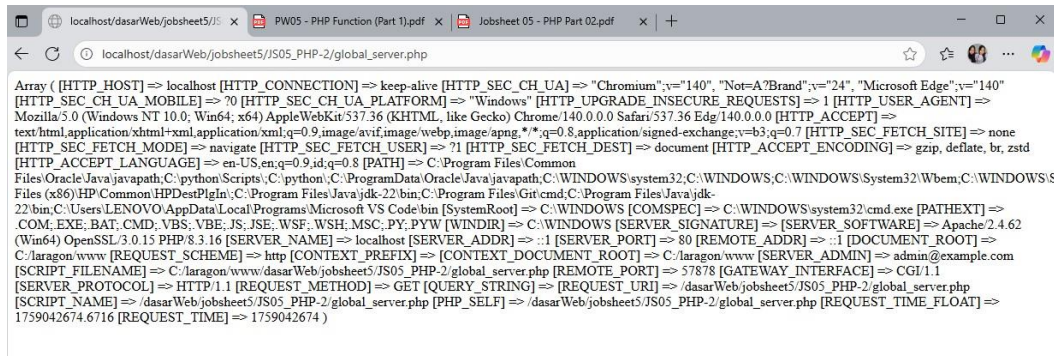 localhost/dasarWeb/jobsheet5/JS
PW05 - PHP Function (Part 1).pdf
Jobsheet 05 - PHP Part 02.pdf
localhost/dasarWeb/jobsheet5/JS05_PHP-2/global_server.php
Array ( [HTTP_HOST] => localhost [HTTP_CONNECTION] => keep-alive [HTTP_SEC_CH_UA] => "Chromium";v="140", "Not=A?Brand";v="24", "Microsoft Edge";v="140"
[HTTP_SEC_CH_UA_MOBILE] => ?0 [HTTP_SEC_CH_UA_PLATFORM] => "Windows" [HTTP_UPGRADE_INSECURE_REQUESTS] => 1 [HTTP_USER_AGENT] =>
Mozilla/5.0 (Windows NT 10.0; Win64; x64) AppleWebKit/537.36 (KHTML, like Gecko) Chrome/140.0.0.0 Safari/537.36 Edg/140.0.0.0 [HTTP_ACCEPT] =>
text/html,application/xhtml+xml,application/xml;q=0.9,image/avif,image/webp,image/apng,*/*;q=0.8,application/signed-exchange;v=b3;q=0.7 [HTTP_SEC_FETCH_SITE] => none
[HTTP_SEC_FETCH_MODE] => navigate [HTTP_SEC_FETCH_USER] => ?1 [HTTP_SEC_FETCH_DEST] => document [HTTP_ACCEPT_ENCODING] => gzip, deflate, br, zstd
[HTTP_ACCEPT_LANGUAGE] => en-US,en;q=0.9,id;q=0.8 [PATH] => C:\Program Files\Common
Files\Oracle\Java\javapath;C:\python\Scripts\;C:\python\;C:\ProgramData\Oracle\Java\javapath;C:\WINDOWS\system32;C:\WINDOWS;C:\WINDOWS\System32\Wbem;C:\WINDOWS\S
Files (x86)\HP\Common\HPDestPlgIn\;C:\Program Files\Java\jdk-22\bin;C:\Program Files\Git\cmd;C:\Program Files\Java\jdk-
22\bin;C:\Users\LENOVO\AppData\Local\Programs\Microsoft VS Code\bin [SystemRoot] => C:\WINDOWS [COMSPEC] => C:\WINDOWS\system32\cmd.exe [PATHEXT] =>
.COM;.EXE;.BAT;.CMD;.VBS;.VBE;.JS;.JSE;.WSF;.WSH;.MSC;.PY;.PYW [WINDIR] => C:\WINDOWS [SERVER_SIGNATURE] => [SERVER_SOFTWARE] => Apache/2.4.62
(Win64) OpenSSL/3.0.15 PHP/8.3.16 [SERVER_NAME] => localhost [SERVER_ADDR] => ::1 [SERVER_PORT] => 80 [REMOTE_ADDR] => ::1 [DOCUMENT_ROOT] =>
C:/laragon/www [REQUEST_SCHEME] => http [CONTEXT_PREFIX] => [CONTEXT_DOCUMENT_ROOT] => C:/laragon/www [SERVER_ADMIN] => admin@example.com
[SCRIPT_FILENAME] => C:/laragon/www/dasarWeb/jobsheet5/JS05_PHP-2/global_server.php [REMOTE_PORT] => 57878 [GATEWAY_INTERFACE] => CGI/1.1
[SERVER_PROTOCOL] => HTTP/1.1 [REQUEST_METHOD] => GET [QUERY_STRING] => [REQUEST_URI] => /dasarWeb/jobsheet5/JS05_PHP-2/global_server.php
[SCRIPT_NAME] => /dasarWeb/jobsheet5/JS05_PHP-2/global_server.php [PHP_SELF] => /dasarWeb/jobsheet5/JS05_PHP-2/global_server.php [REQUEST_TIME_FLOAT] =>
1759042674.6716 [REQUEST_TIME] => 1759042674 )